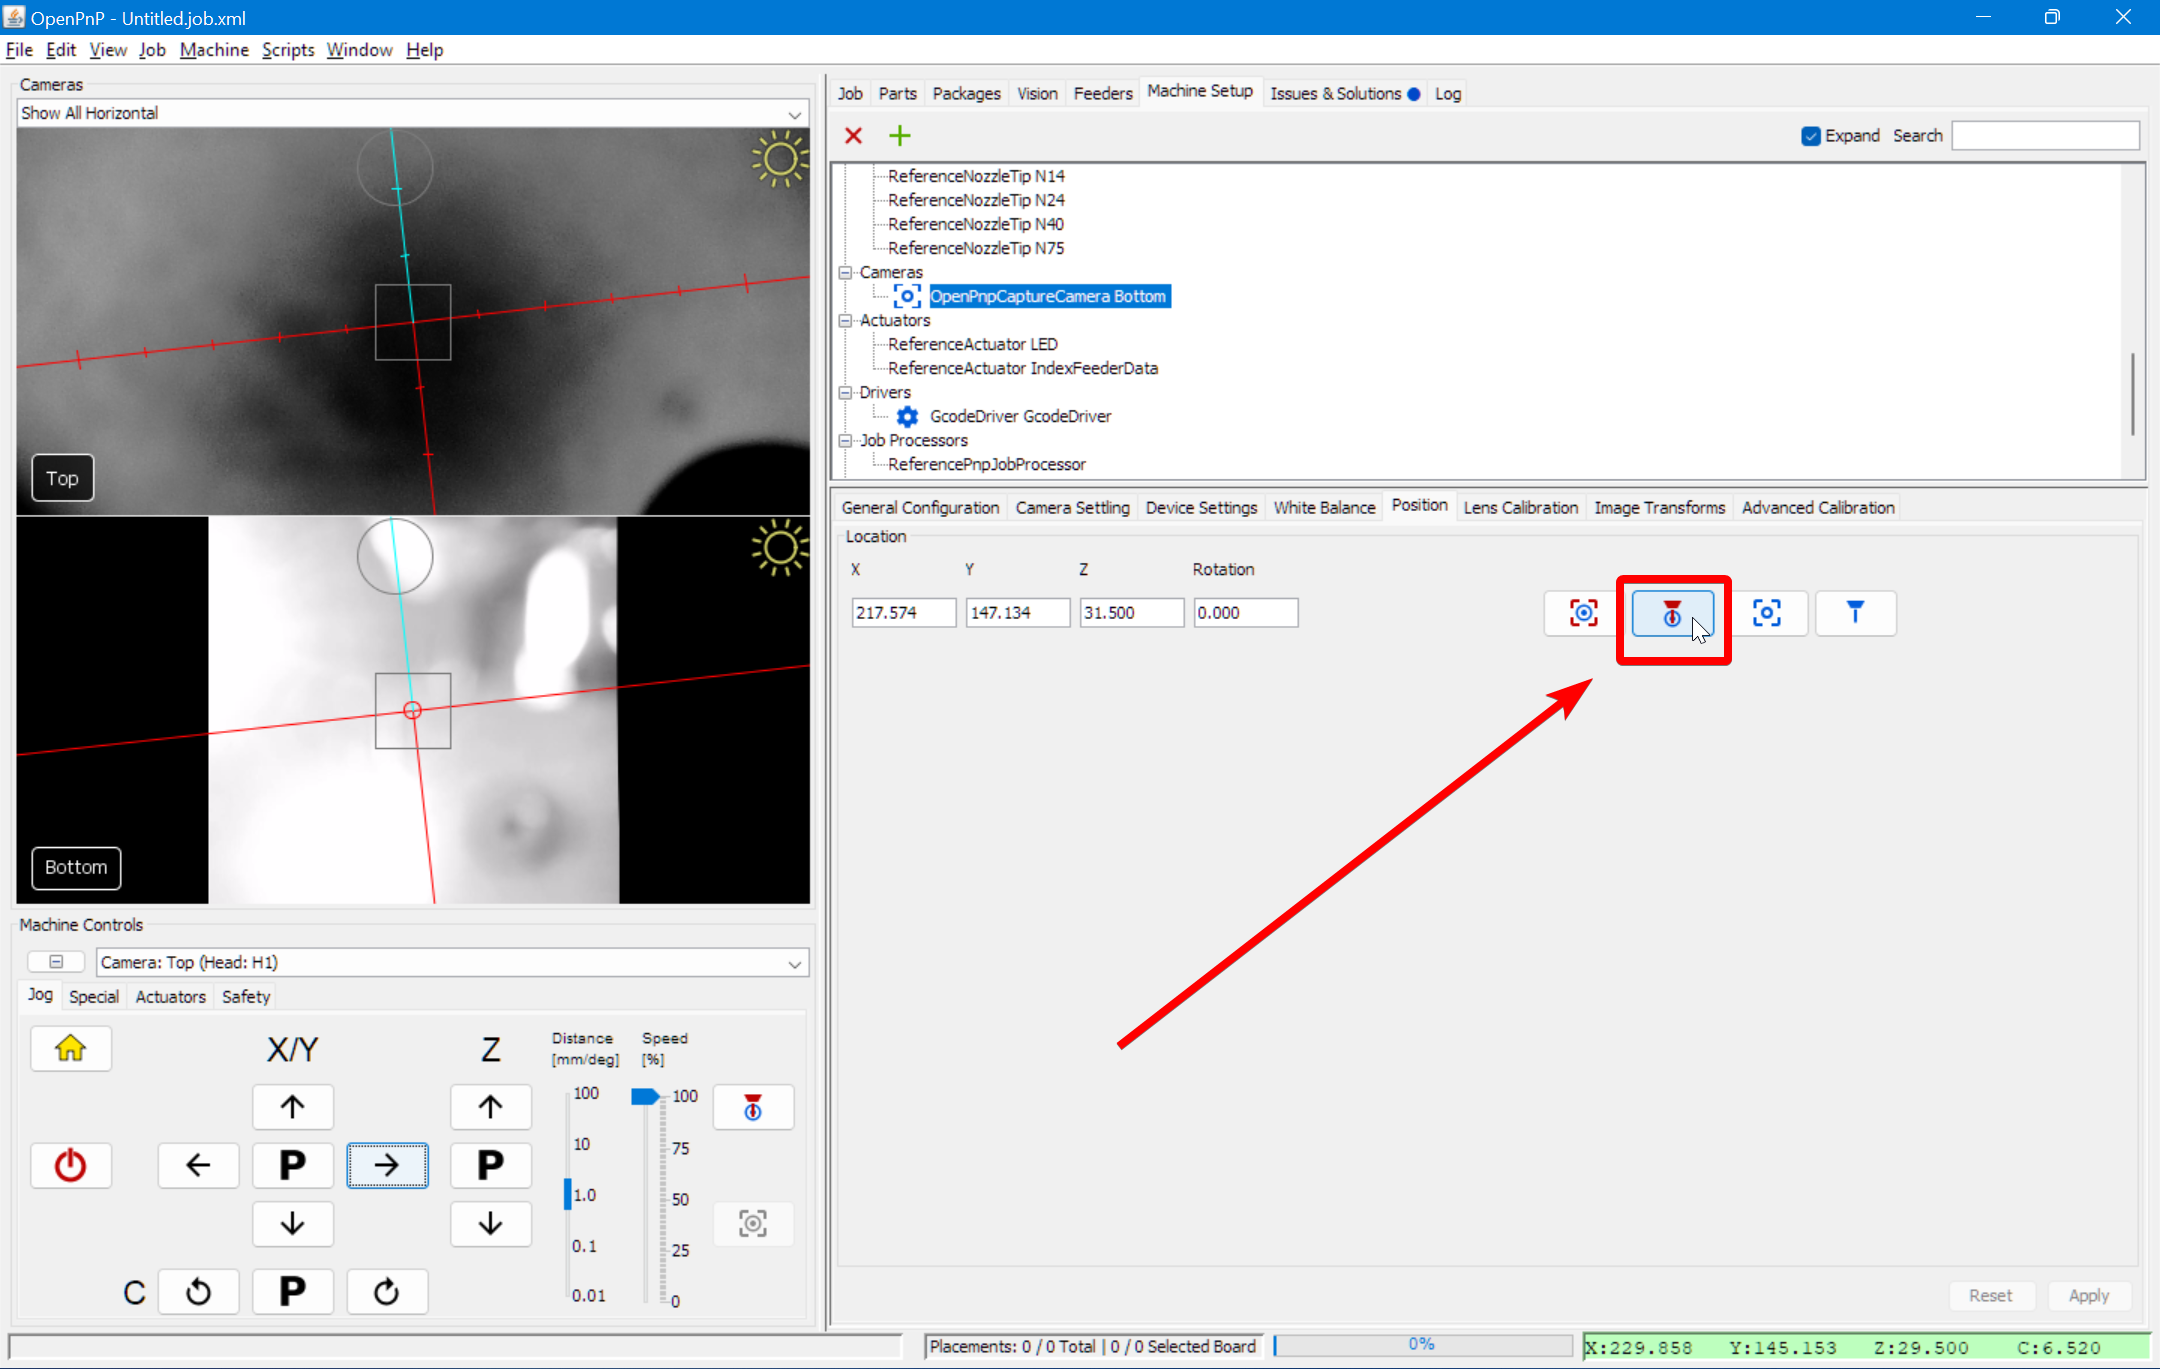 OpenPnP - Untitled.job.xml
File Edit View Job Machine Scripts Window Help
Cameras
Show All Horizontal
Top
Bottom
Machine Controls
Camera: Top (Head: H1)
Jog Special Actuators Safety
X/Y Z
Distance [mm/deg]
Speed [%]
100
10
1.0
0.1
0.01
100
75
50
25
0
P
P
C P
Job Parts Packages Vision Feeders Machine Setup Issues & Solutions Log
Expand Search
ReferenceNozzleTip N14
ReferenceNozzleTip N24
ReferenceNozzleTip N40
ReferenceNozzleTip N75
Cameras
OpenPnpCaptureCamera Bottom
Actuators
ReferenceActuator LED
ReferenceActuator IndexFeederData
Drivers
GcodeDriver GcodeDriver
Job Processors
ReferencePnpJobProcessor
General Configuration Camera Settling Device Settings White Balance Position Lens Calibration Image Transforms Advanced Calibration
Location
X Y Z Rotation
217.574 147.134 31.500 0.000
Reset Apply
Placements: 0 / 0 Total | 0 / 0 Selected Board 0% X:229.858 Y:145.153 Z:29.500 C:6.520